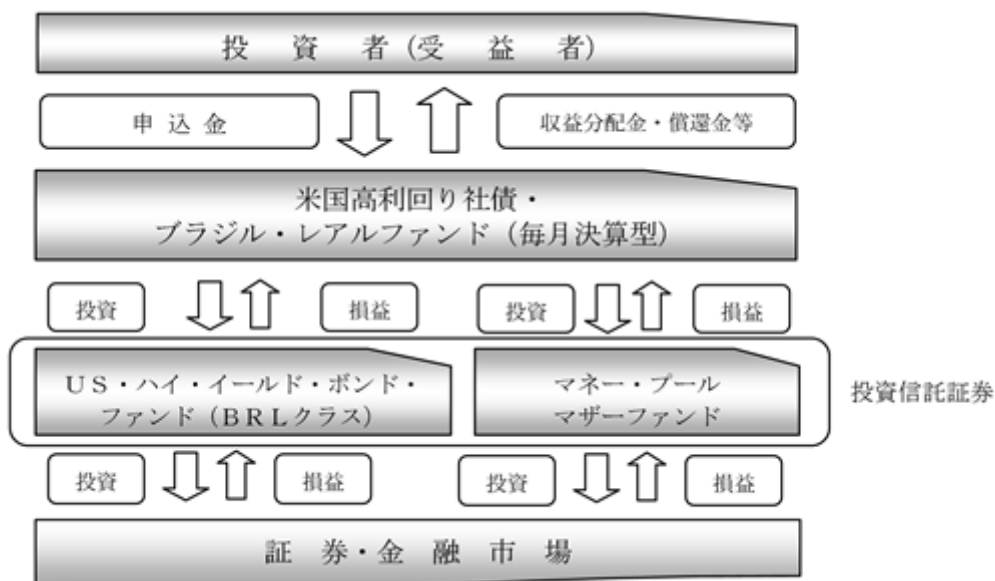 投資者(受益者)
申込金
収益分配金・償還金等
米国高利回り社債・
ブラジル・レアルファンド(毎月決算型)
投資
損益
投資
損益
US・ハイ・イールド・ボンド・
ファンド(BRLクラス)
マネー・プール
マザーファンド
投資信託証券
投資
損益
投資
損益
証券・金融市場